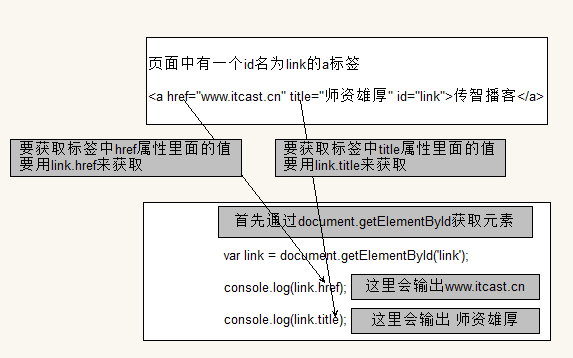 页面中有一个id名为link的a标签
<a href="www.itcast.cn" title="师资雄厚" id="link">传智播客</a>
要获取标签中href属性里面的值
要用link.href来获取
要获取标签中title属性里面的值
要用link.title来获取
首先通过document.getElementById获取元素
var link = document.getElementById('link');
console.log(link.href); 这里会输出www.itcast.cn
console.log(link.title); 这里会输出 师资雄厚